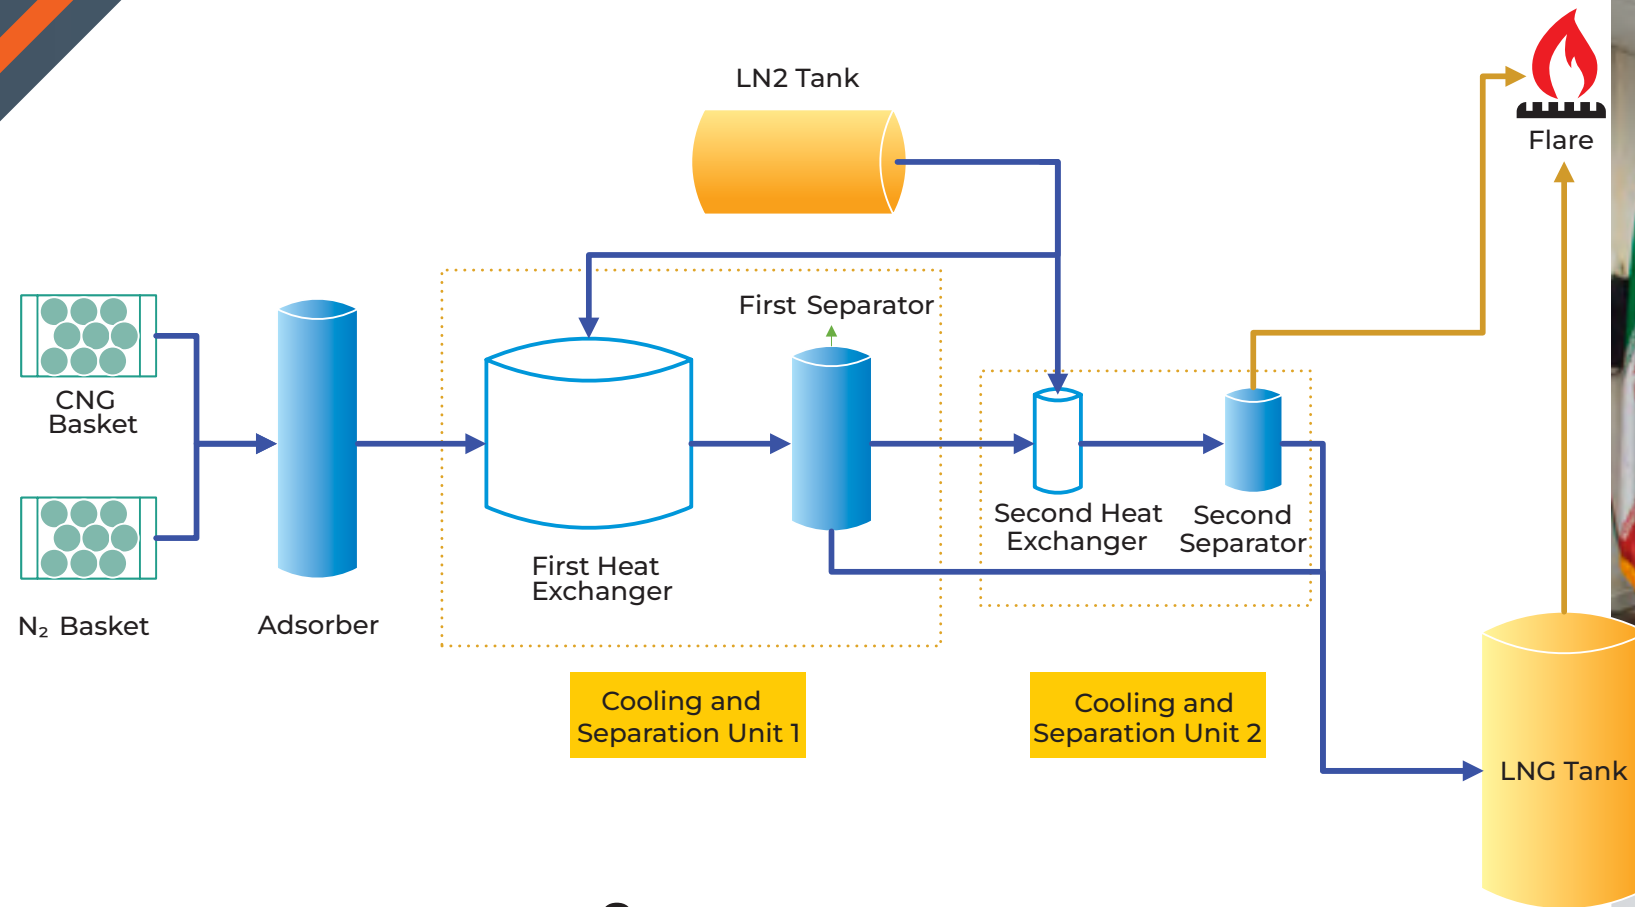 LN2 Tank
Flare
First Separator
CNG
Basket
Second Heat
Exchanger
Second
Separator
First Heat
Exchanger
N₂ Basket
Adsorber
Cooling and
Separation Unit 1
Cooling and
Separation Unit 2
LNG Tank